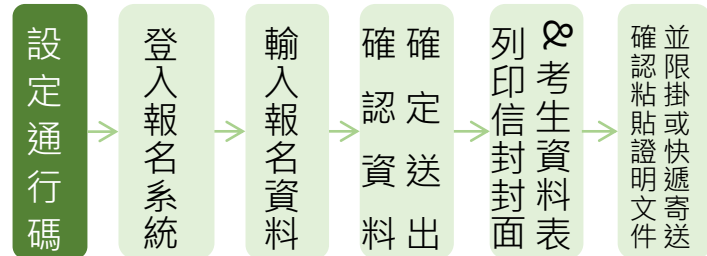 設定通行碼
登入報名系統
輸入報名資料
確認資料
確定送出
列印信封封面
&考生資料表
確認粘貼證明文件
並限掛或快遞寄送